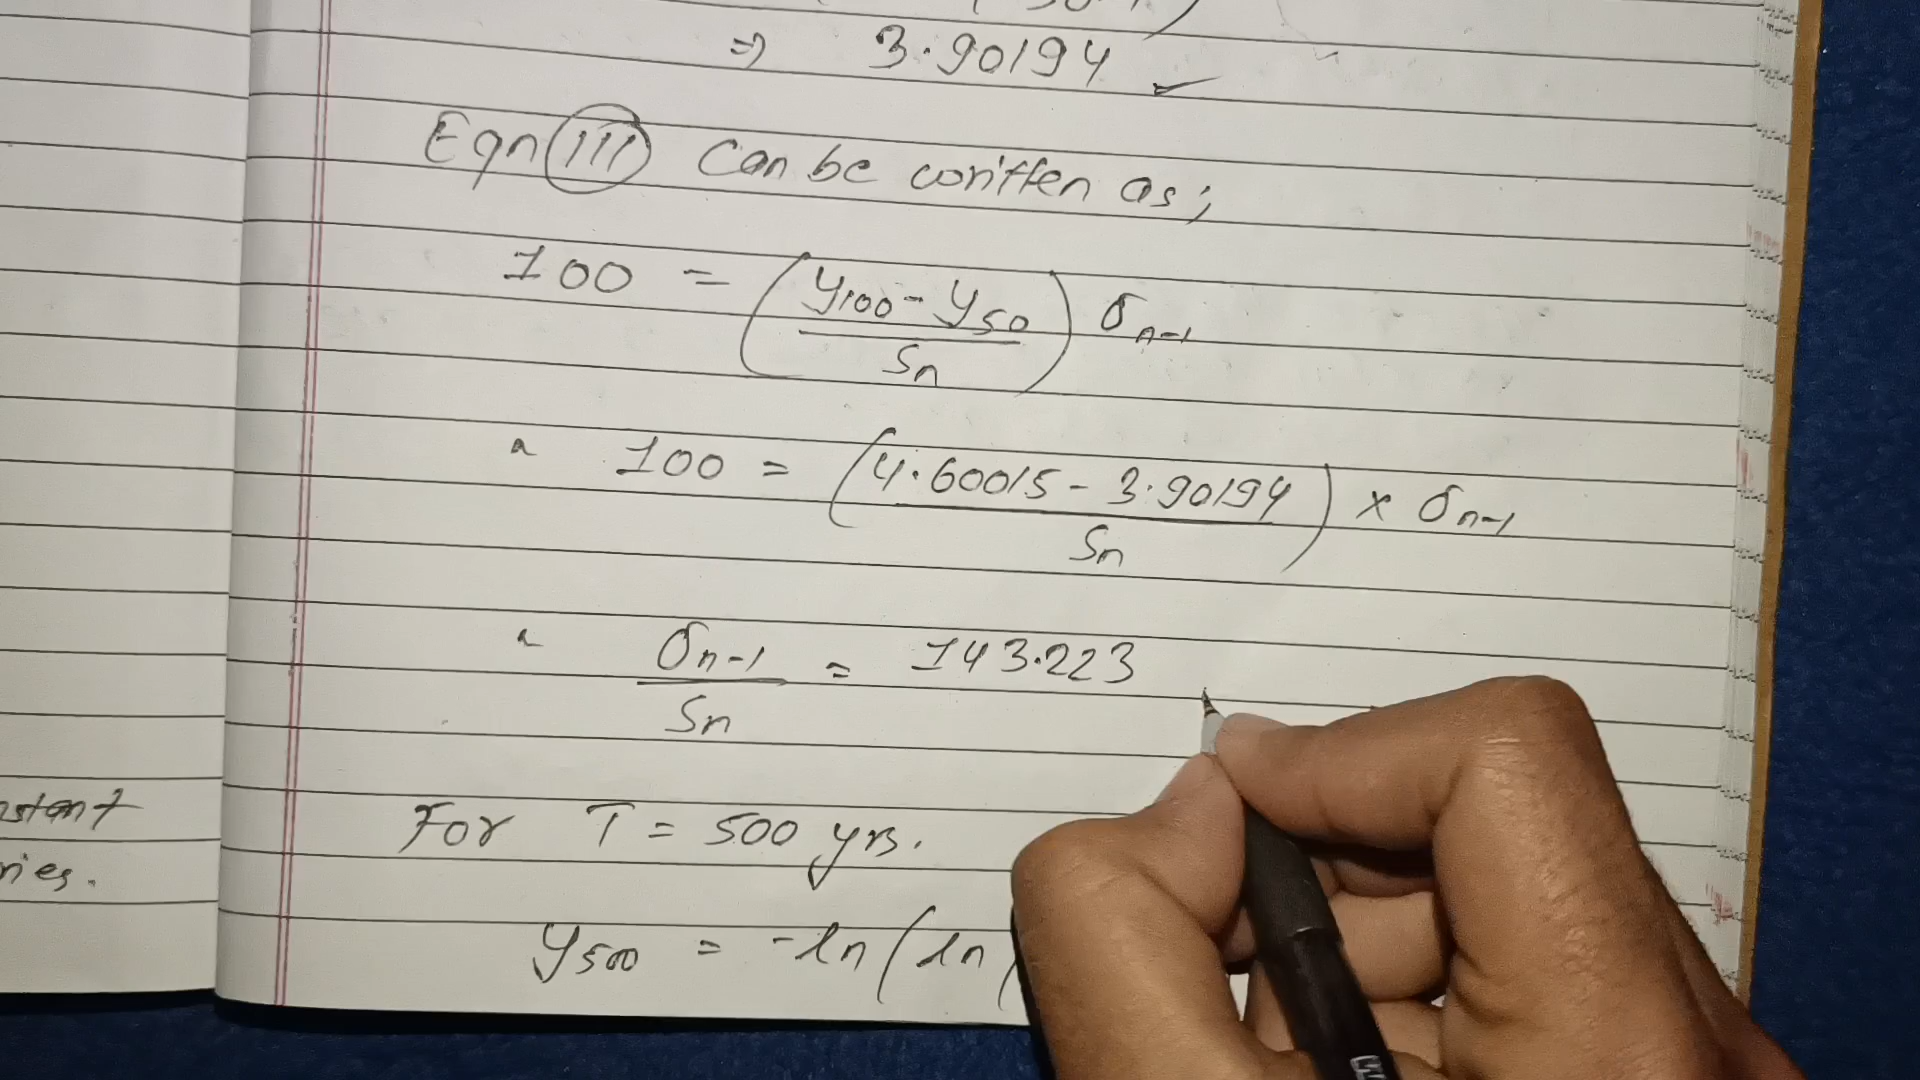 ⇒ 3.90194 ✓
Eqn (III) Can be written as;
100 = (y100 - y50 / Sn) σn-1
100 = (4.60015 - 3.90194 / Sn) × σn-1
σn-1 / Sn = 143.223
For T = 500 yrs.
y500 = -ln(ln(